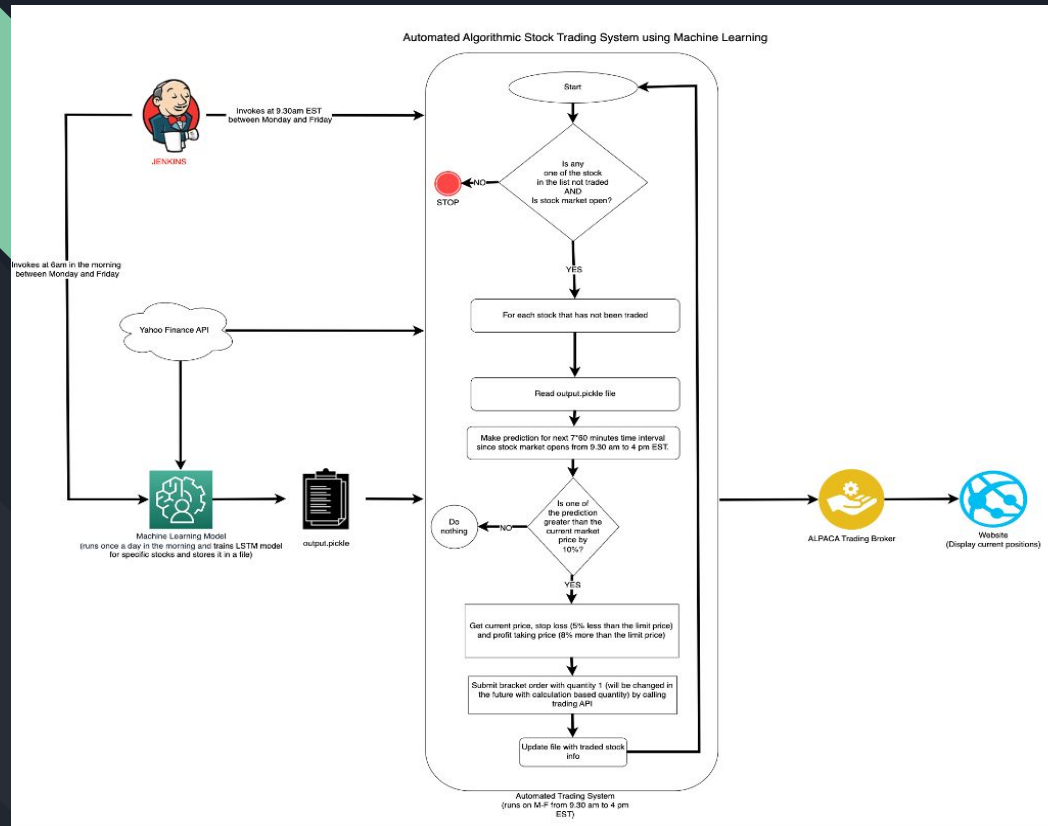 Automated Algorithmic Stock Trading System using Machine Learning
Invokes at 9.30am EST
between Monday and Friday
JENKINS
Start
Is any
one of the stock
in the list not traded
AND
Is stock market open?
NO
STOP
YES
Invokes at 6am in the morning
between Monday and Friday
Yahoo Finance API
For each stock that has not been traded
Read output.pickle file
Make prediction for next 7*60 minutes time interval
since stock market opens from 9.30 am to 4 pm EST.
Machine Learning Model
(runs once a day in the morning and trains LSTM model
for specific stocks and stores it in a file)
output.pickle
Is one of
the prediction
greater than the
current market
price by
10%?
NO
Do
nothing
YES
ALPACA Trading Broker
Website
(Display current positions)
Get current price, stop loss (5% less than the limit price)
and profit taking price (8% more than the limit price)
Submit bracket order with quantity 1 (will be changed in
the future with calculation based quantity) by calling
trading API
Update file with traded stock
info
Automated Trading System
(runs on M-F from 9.30 am to 4 pm
EST)